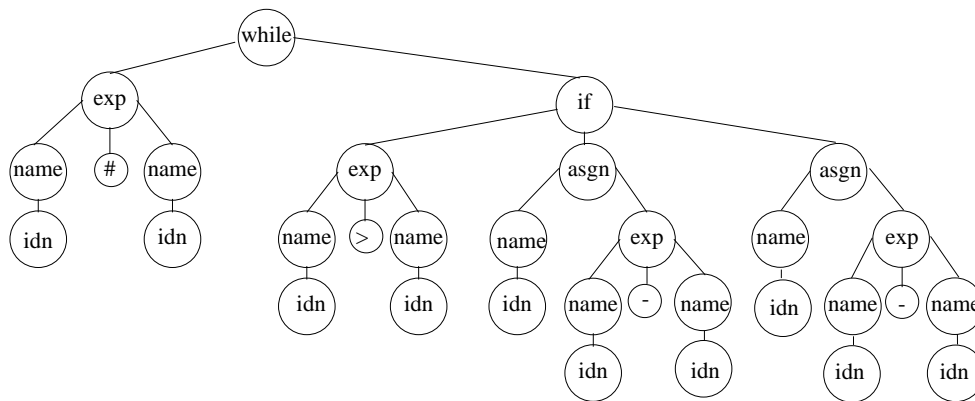 while
exp if
name # name exp asgn asgn
idn idn name > name name exp name exp
idn idn idn name - name idn name - name
idn idn idn idn